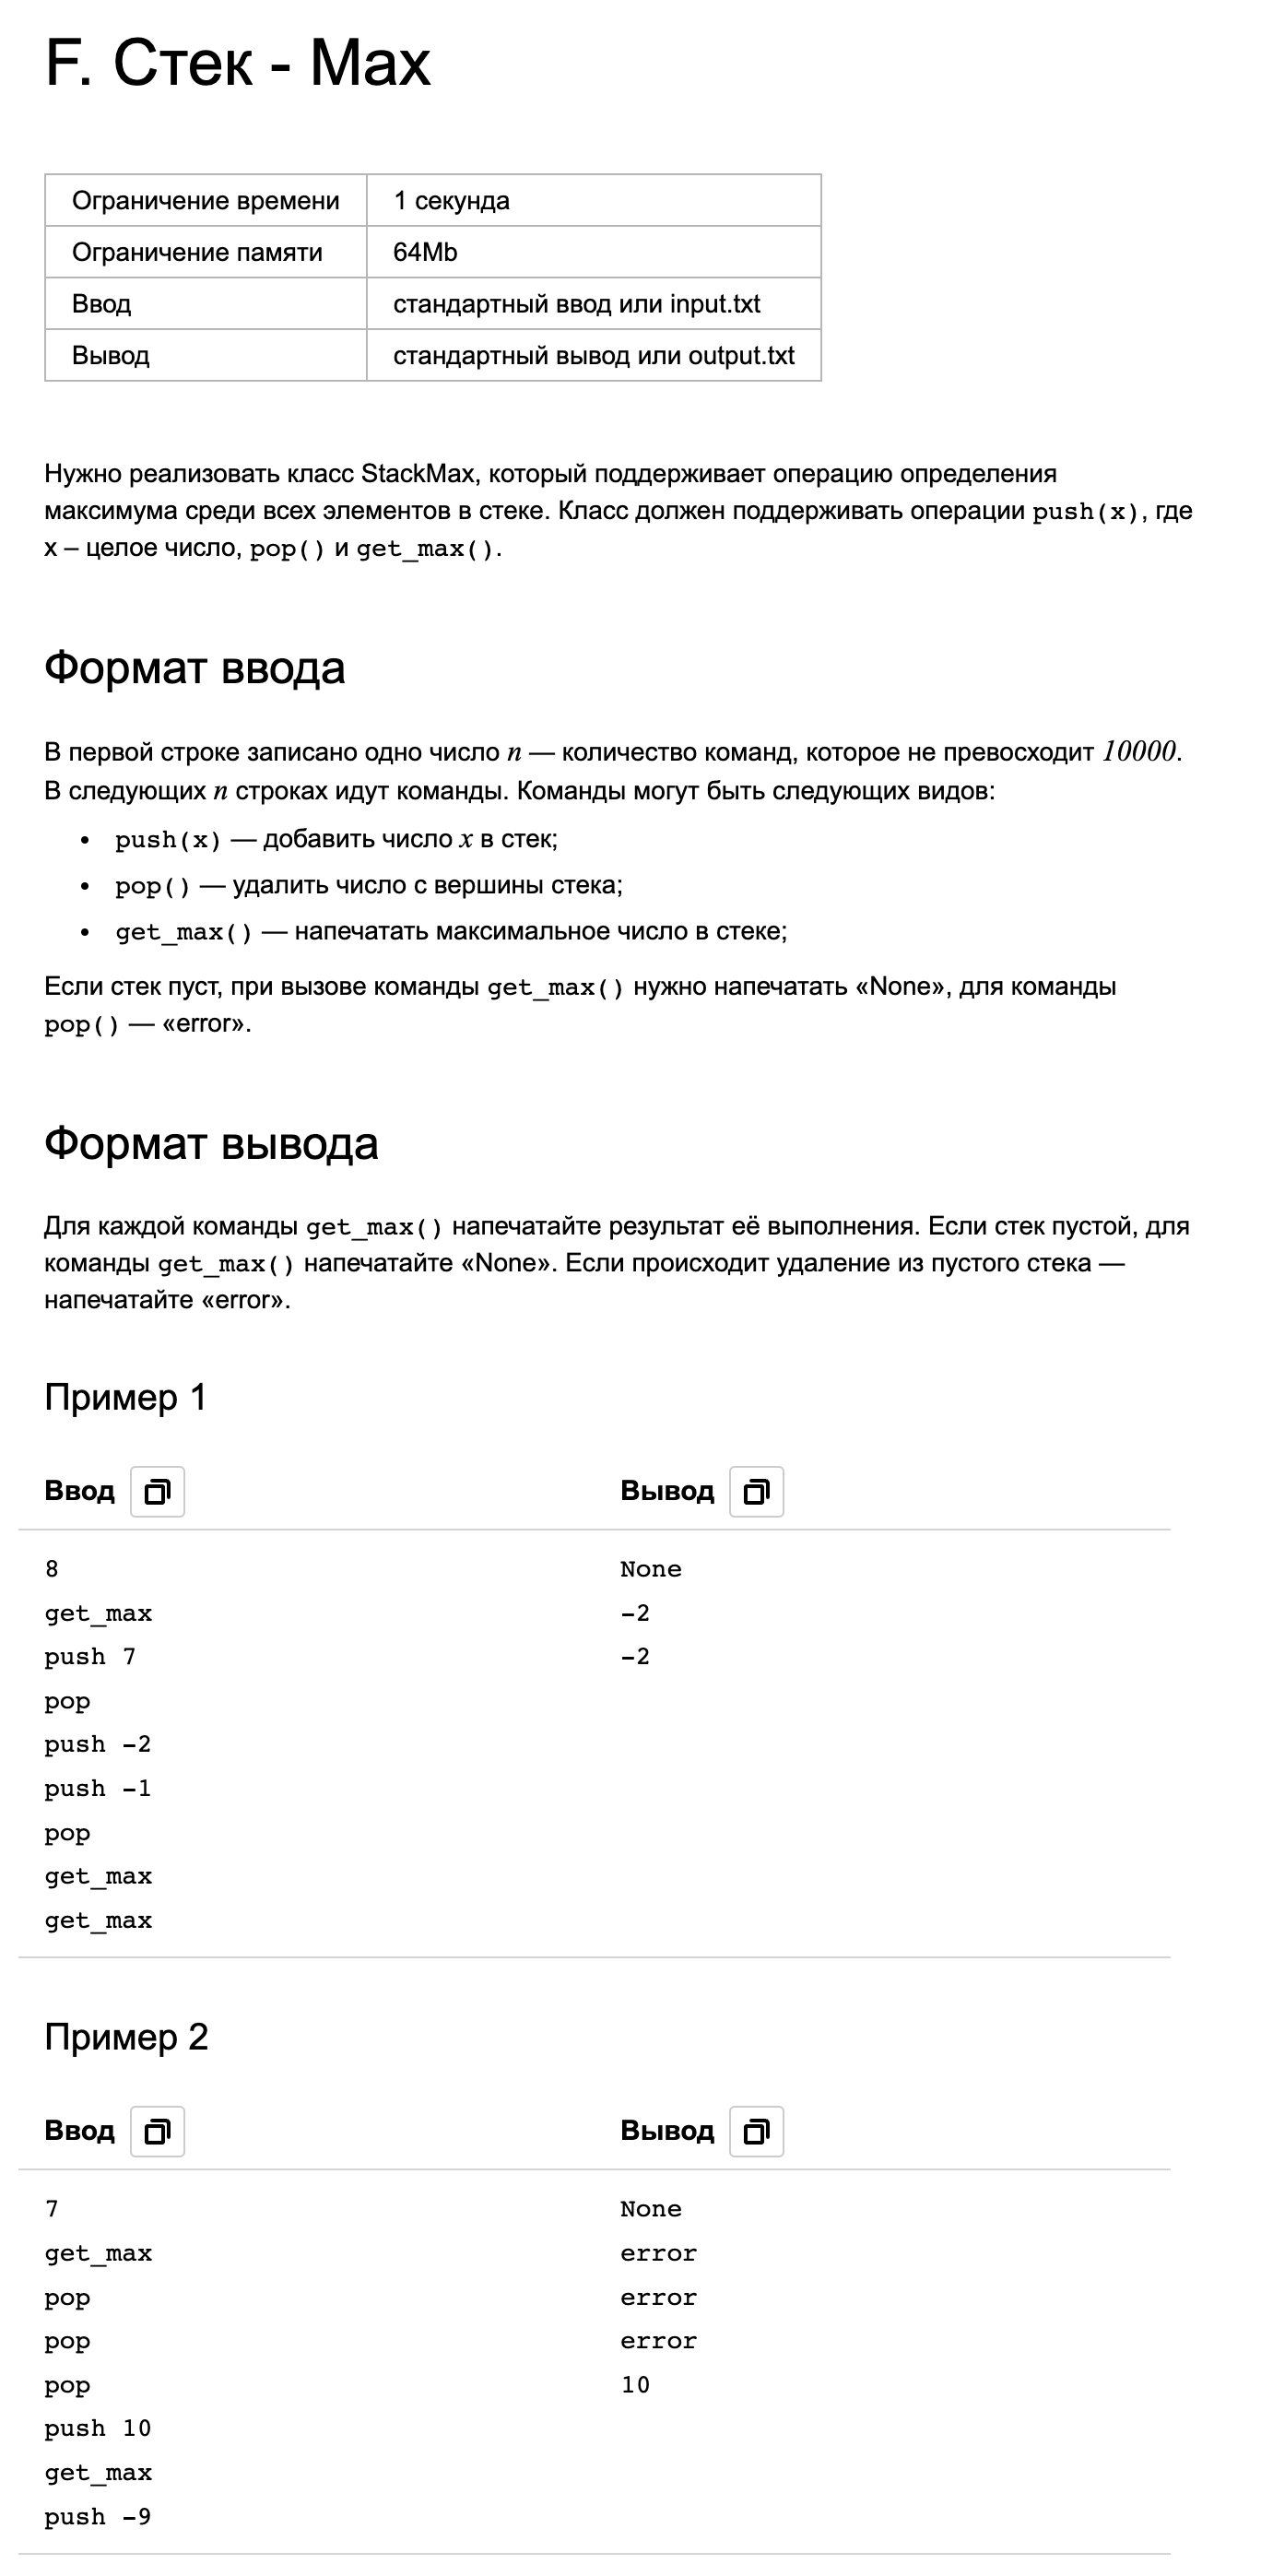 F. Стек - Max
Ограничение времени 1 секунда
Ограничение памяти 64Mb
Ввод стандартный ввод или input.txt
Вывод стандартный вывод или output.txt
Нужно реализовать класс StackMax, который поддерживает операцию определения
максимума среди всех элементов в стеке. Класс должен поддерживать операции push(x), где
x – целое число, pop() и get_max().
Формат ввода
В первой строке записано одно число n — количество команд, которое не превосходит 10000.
В следующих n строках идут команды. Команды могут быть следующих видов:
• push(x) — добавить число x в стек;
• pop() — удалить число с вершины стека;
• get_max() — напечатать максимальное число в стеке;
Если стек пуст, при вызове команды get_max() нужно напечатать «None», для команды
pop() — «error».
Формат вывода
Для каждой команды get_max() напечатайте результат её выполнения. Если стек пустой, для
команды get_max() напечатайте «None». Если происходит удаление из пустого стека —
напечатайте «error».
Пример 1
Ввод Вывод
8 None
get_max -2
push 7 -2
pop
push -2
push -1
pop
get_max
get_max
Пример 2
Ввод Вывод
7 None
get_max error
pop error
pop error
pop 10
push 10
get_max
push -9